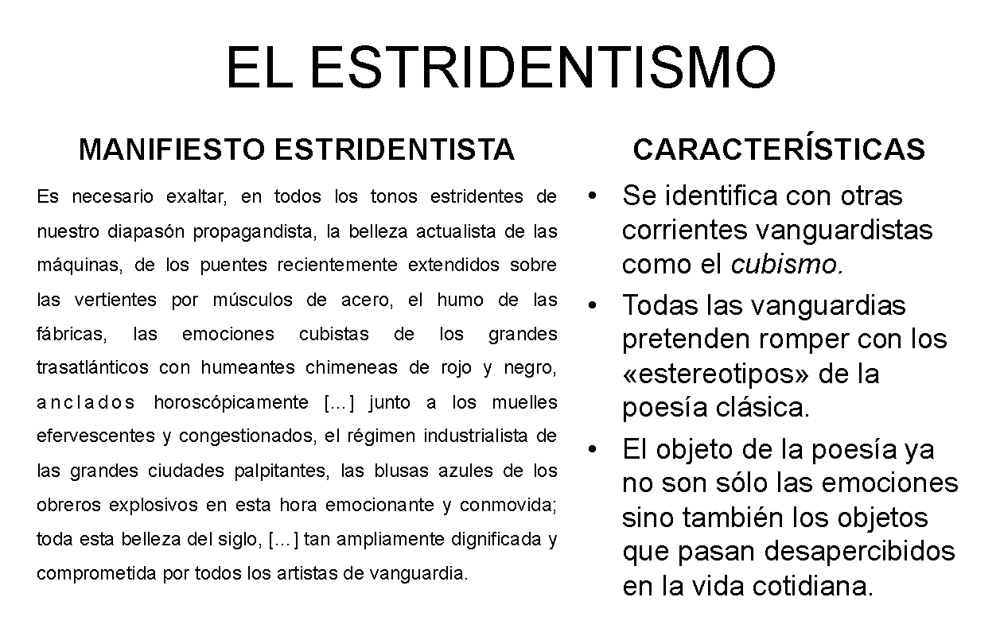 EL ESTRIDENTISMO
MANIFIESTO ESTRIDENTISTA
Es necesario exaltar, en todos los tonos estridentes de
nuestro diapasón propagandista, la belleza actualista de las
máquinas, de los puentes recientemente extendidos sobre
las vertientes por músculos de acero, el humo de las
fábricas, las emociones cubistas de los grandes
trasatlánticos con humeantes chimeneas de rojo y negro,
anclados horoscópicamente […] junto a los muelles
efervescentes y congestionados, el régimen industrialista de
las grandes ciudades palpitantes, las blusas azules de los
obreros explosivos en esta hora emocionante y conmovida;
toda esta belleza del siglo, […] tan ampliamente dignificada y
comprometida por todos los artistas de vanguardia.
CARACTERÍSTICAS
• Se identifica con otras
corrientes vanguardistas
como el cubismo.
• Todas las vanguardias
pretenden romper con los
«estereotipos» de la
poesía clásica.
• El objeto de la poesía ya
no son sólo las emociones
sino también los objetos
que pasan desapercibidos
en la vida cotidiana.